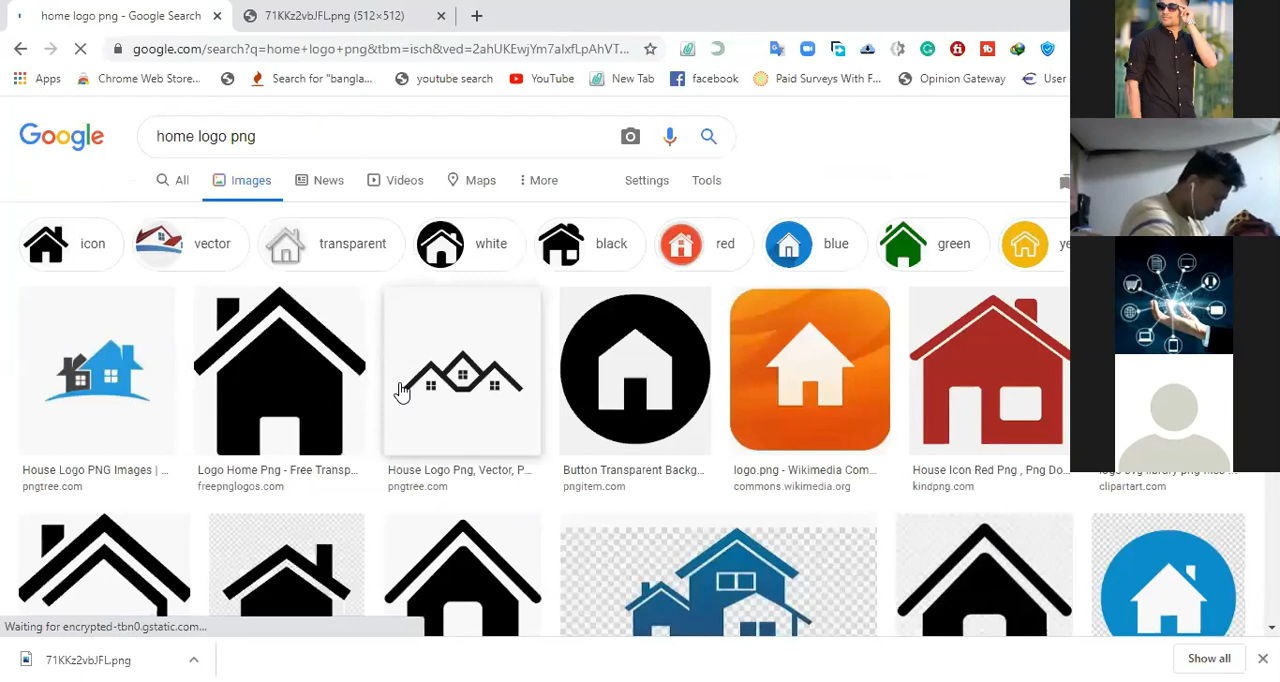 home logo png - Google Search
71KKz2vbJFL.png (512×512)
google.com/search?q=home+logo+png&tbm=isch&ved=2ahUKEwjYm7aIxfLpAhVT...
Apps
Chrome Web Store...
Search for "bangla...
youtube search
YouTube
New Tab
facebook
Paid Surveys With F...
Opinion Gateway
User
Google
home logo png
All
Images
News
Videos
Maps
More
Settings
Tools
icon
vector
transparent
white
black
red
blue
green
House Logo PNG Images | ...
Logo Home Png - Free Transp...
House Logo Png, Vector, P...
Button Transparent Backg...
logo.png - Wikimedia Com...
House Icon Red Png , Png Do...
pngtree.com
freepnglogos.com
pngtree.com
pngitem.com
commons.wikimedia.org
kindpng.com
clipartart.com
Waiting for encrypted-tbn0.gstatic.com...
71KKz2vbJFL.png
Show all